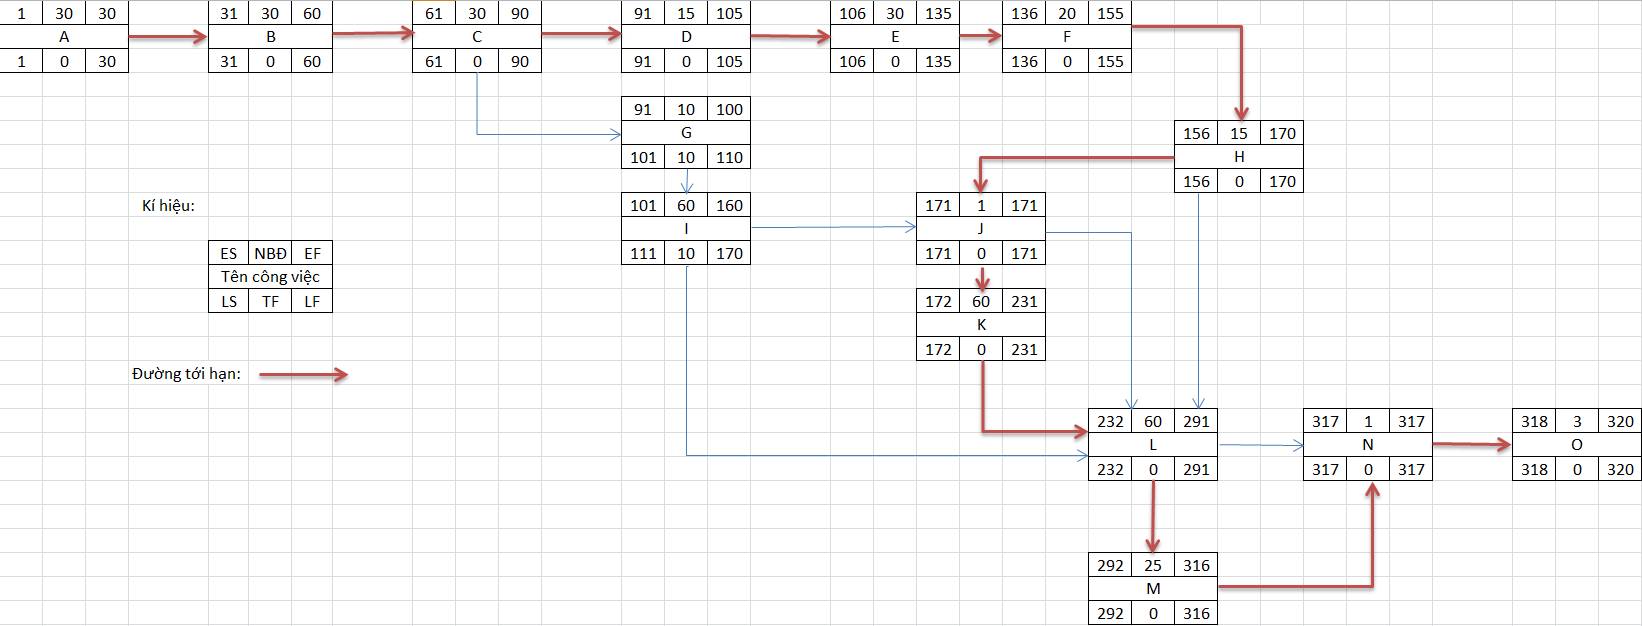 1 30 30 31 30 60 61 30 90 91 15 105 106 30 135 136 20 155
A B C D E F
1 0 30 31 0 60 61 0 90 91 0 105 106 0 135 136 0 155
91 10 100
G 156 15 170
101 10 110 H
156 0 170
Kí hiệu: 101 60 160 171 1 171
I J
ES NBĐ EF 111 10 170 171 0 171
Tên công việc
LS TF LF 172 60 231
K
172 0 231
Đường tới hạn:
232 60 291 317 1 317 318 3 320
L N O
232 0 291 317 0 317 318 0 320
292 25 316
M
292 0 316